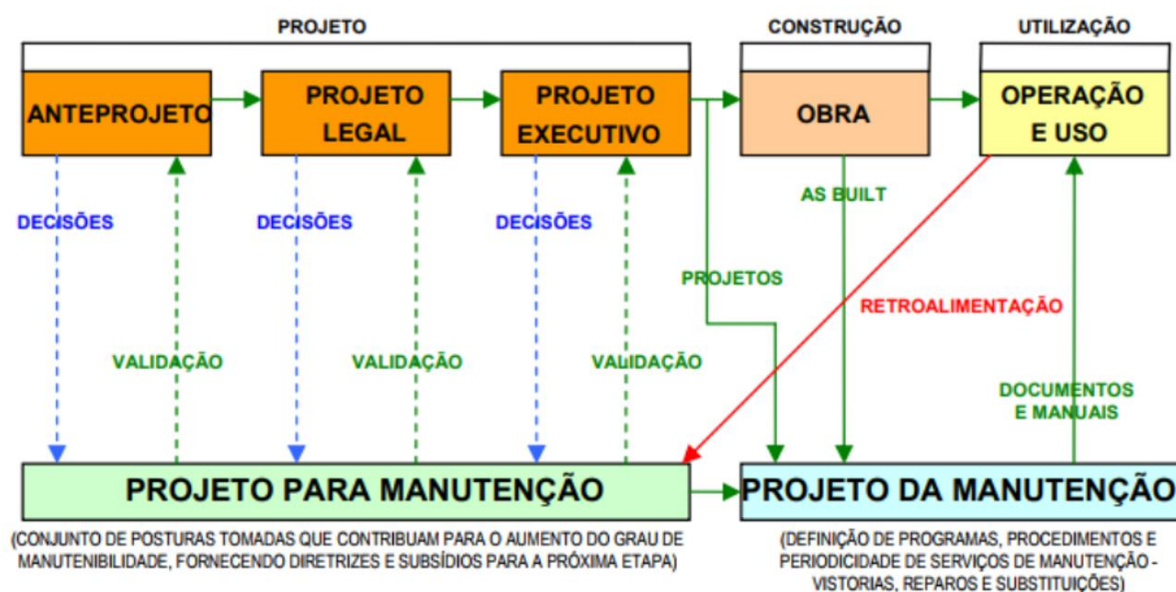 PROJETO
CONSTRUÇÃO
UTILIZAÇÃO
ANTEPROJETO
PROJETO
LEGAL
PROJETO
EXECUTIVO
OBRA
OPERAÇÃO
E USO
DECISÕES
DECISÕES
DECISÕES
AS BUILT
PROJETOS
RETROALIMENTAÇÃO
VALIDAÇÃO
VALIDAÇÃO
VALIDAÇÃO
DOCUMENTOS
E MANUAIS
PROJETO PARA MANUTENÇÃO
PROJETO DA MANUTENÇÃO
(CONJUNTO DE POSTURAS TOMADAS QUE CONTRIBUAM PARA O AUMENTO DO GRAU DE
MANUTENIBILIDADE, FORNECENDO DIRETRIZES E SUBSÍDIOS PARA A PRÓXIMA ETAPA)
(DEFINIÇÃO DE PROGRAMAS, PROCEDIMENTOS E
PERIODICIDADE DE SERVIÇOS DE MANUTENÇÃO -
VISTORIAS, REPAROS E SUBSTITUIÇÕES)